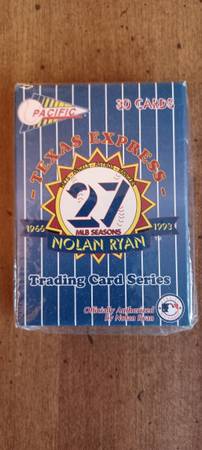 PACIFIC
30 CARDS
TEXAS EXPRESS
27
MLB SEASONS
1966
1993
NOLAN RYAN
Trading Card Series
Officially Authorized
by Nolan Ryan